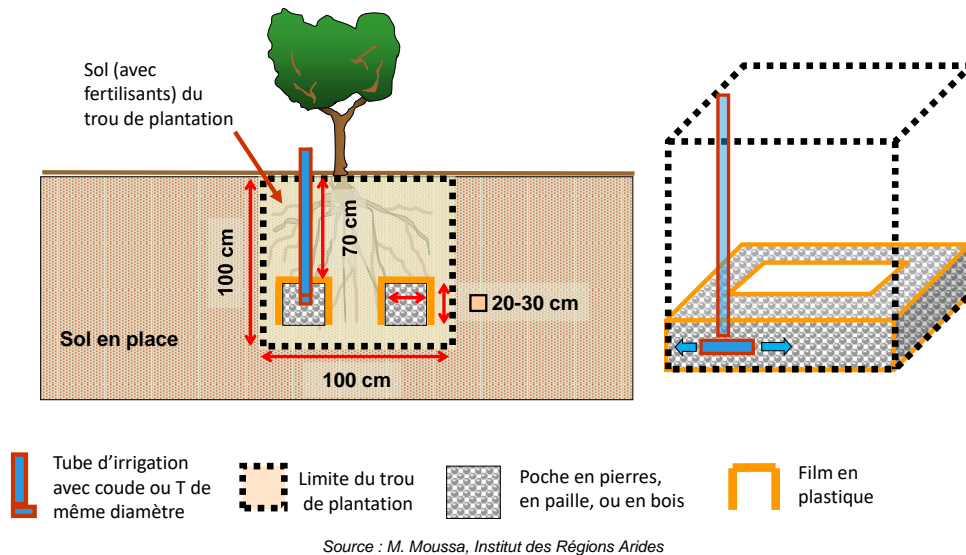 Sol (avec
fertilisants) du
trou de plantation
100 cm
70 cm
20-30 cm
Sol en place
100 cm
Tube d’irrigation
avec coude ou T de
même diamètre
Limite du trou
de plantation
Poche en pierres,
en paille, ou en bois
Film en
plastique
Source : M. Moussa, Institut des Régions Arides